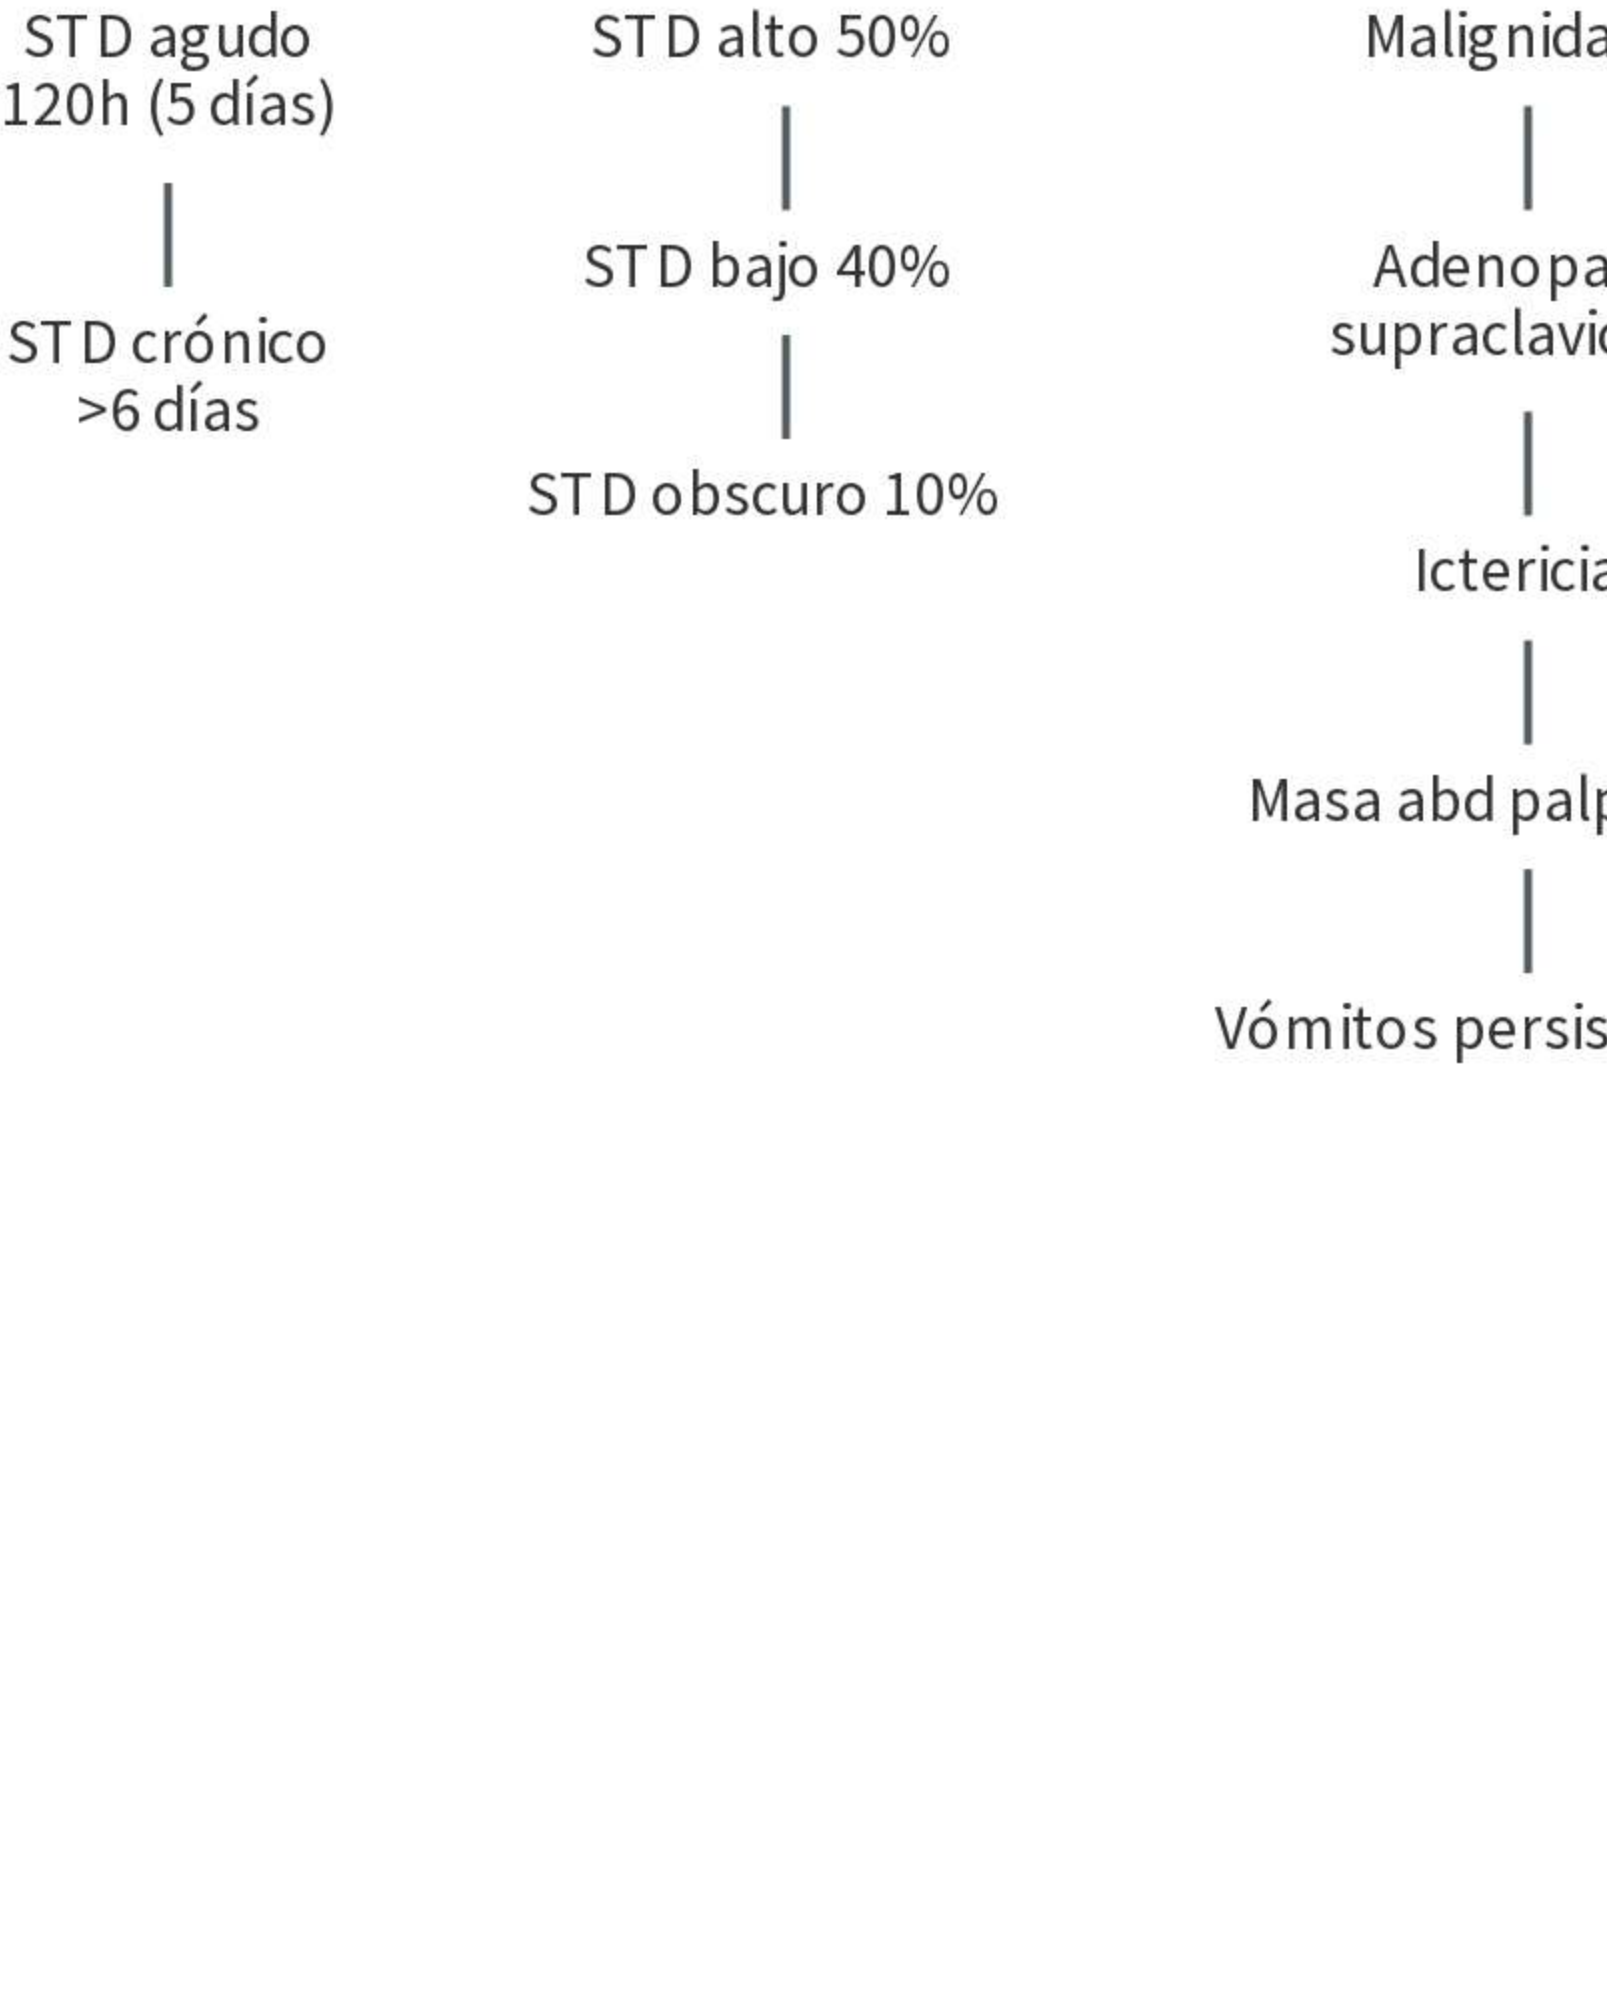 STD agudo
120h (5 días)
STD crónico
>6 días
STD alto 50%
STD bajo 40%
STD obscuro 10%
Masa abd
Vómitos